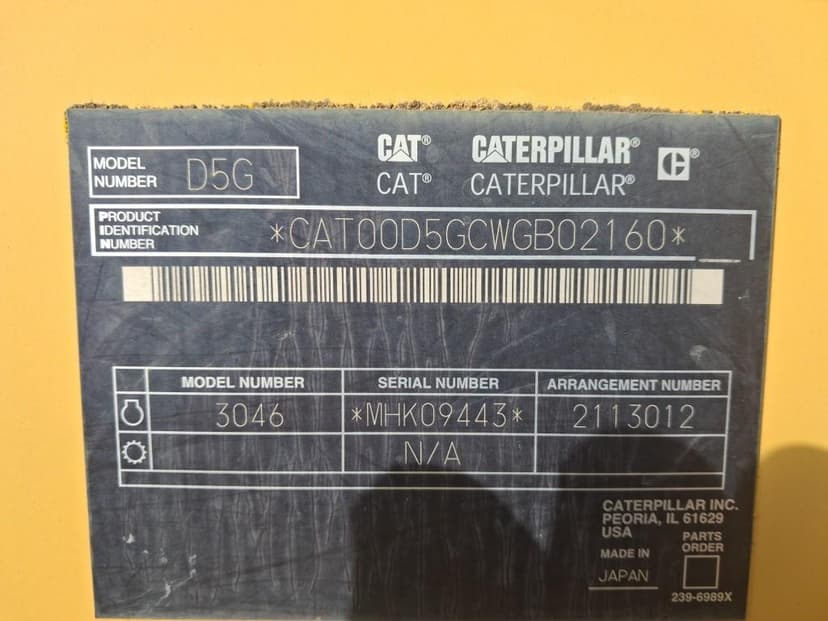 MODEL NUMBER D5G
CAT® CATERPILLAR® C®
CAT® CATERPILLAR®
PRODUCT IDENTIFICATION NUMBER *CAT00D5GCWGB02160*
MODEL NUMBER SERIAL NUMBER ARRANGEMENT NUMBER
3046 *MHK09443* 2113012
N/A
CATERPILLAR INC.
PEORIA, IL 61629
USA
MADE IN
JAPAN
PARTS
ORDER
239-6989X